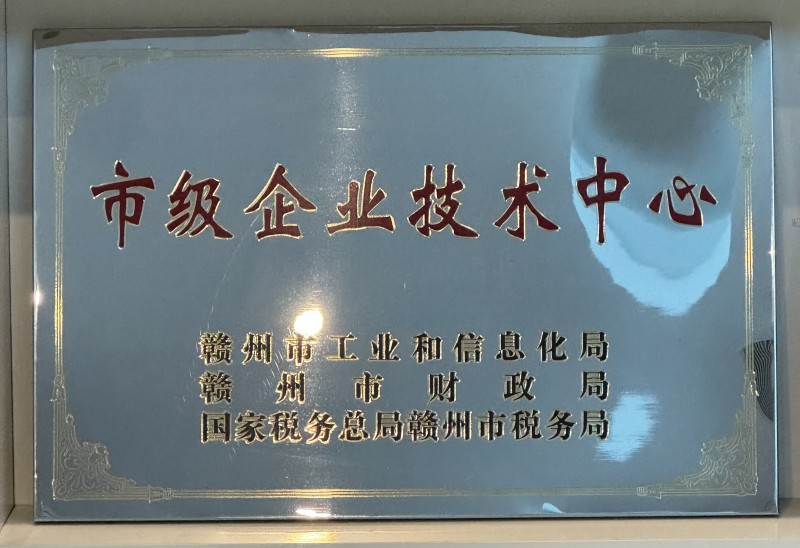 市级企业技术中心
赣州市工业和信息化局
赣州市财政局
国家税务总局赣州市税务局